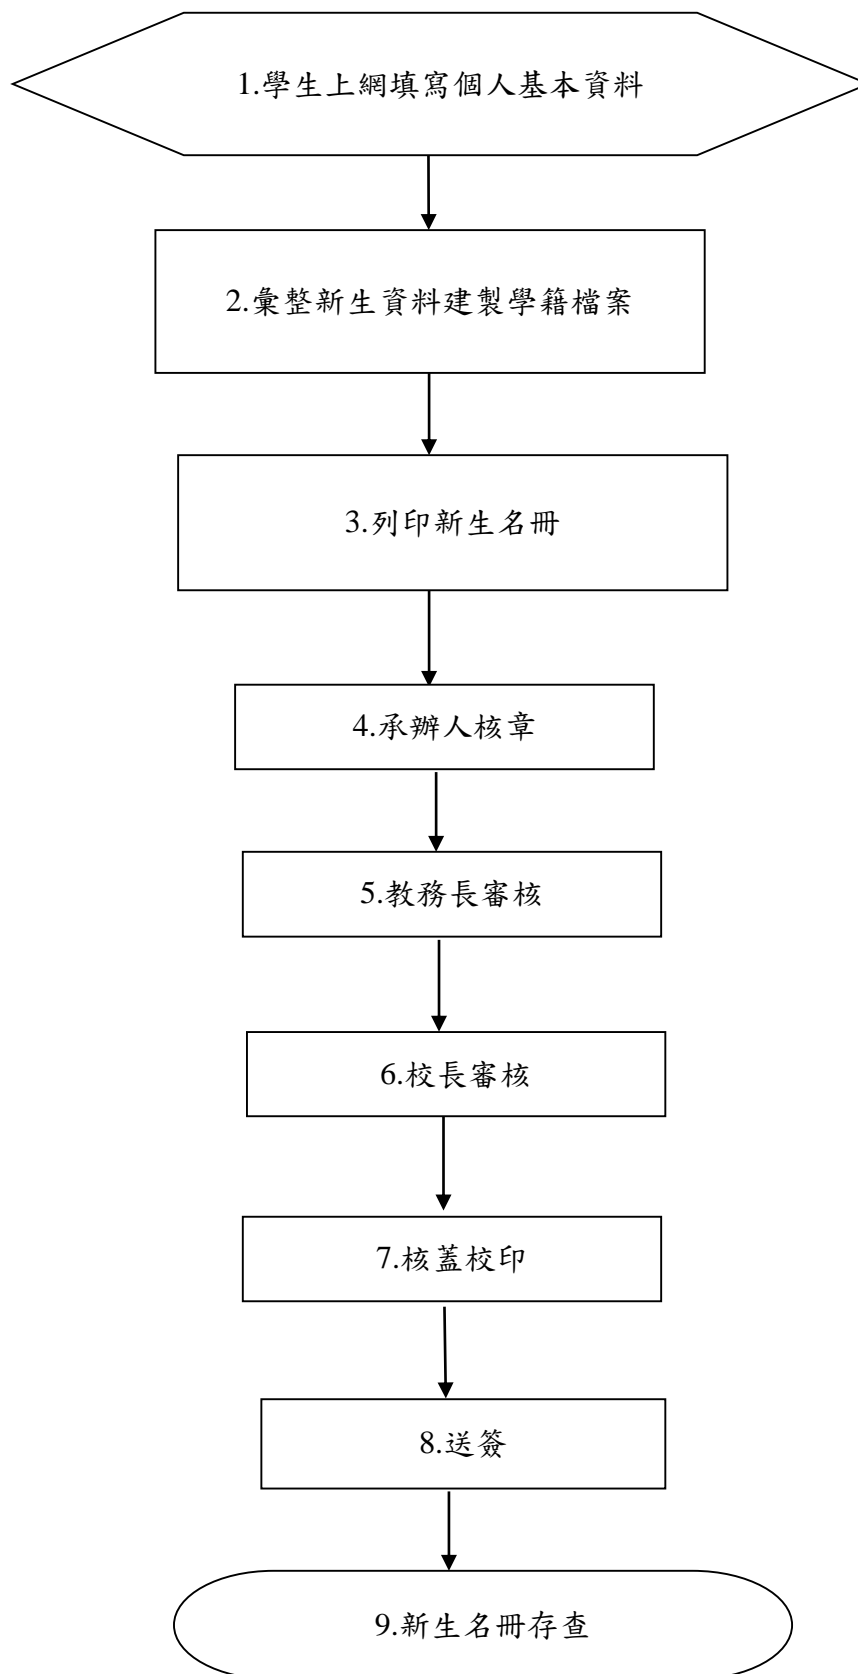 1.學生上網填寫個人基本資料
2.彙整新生資料建製學籍檔案
3.列印新生名冊
4.承辦人核章
5.教務長審核
6.校長審核
7.核蓋校印
8.送簽
9.新生名冊存查